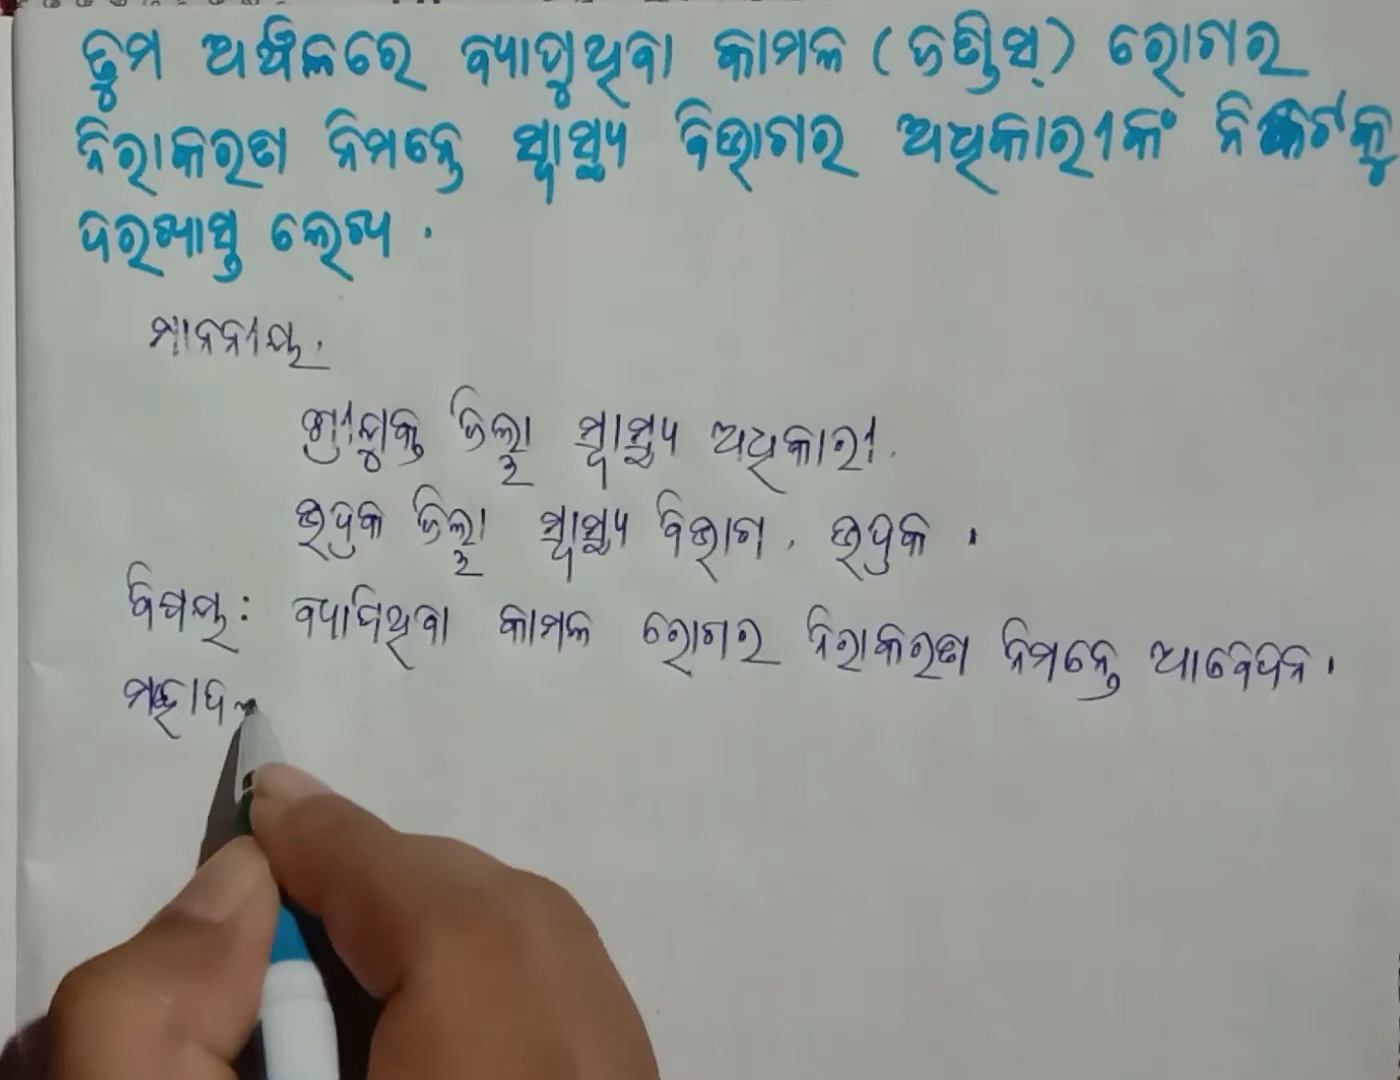 ତୁମ ଅଞ୍ଚଳରେ ବ୍ୟାପୁଥିବା କାମଳ (ଜଣ୍ଡିସ୍) ରୋଗର
ନିରାକରଣ ନିମନ୍ତେ ସ୍ୱାସ୍ଥ୍ୟ ବିଭାଗର ଅଧିକାରୀକଂ ନିକଟକୁ
ଦରଖାସ୍ତ ଲେଖ .
ମାନନୀୟ,
ଶ୍ରୀଯୁକ୍ତ ଜିଲ୍ଲା ସ୍ୱାସ୍ଥ୍ୟ ଅଧିକାରୀ,
ଭଦ୍ରକ ଜିଲ୍ଲା ସ୍ୱାସ୍ଥ୍ୟ ବିଭାଗ, ଭଦ୍ରକ .
ବିଷୟ: ବ୍ୟାପିଥିବା କାମଳ ରୋଗର ନିରାକରଣ ନିମନ୍ତେ ଆବେଦନ .